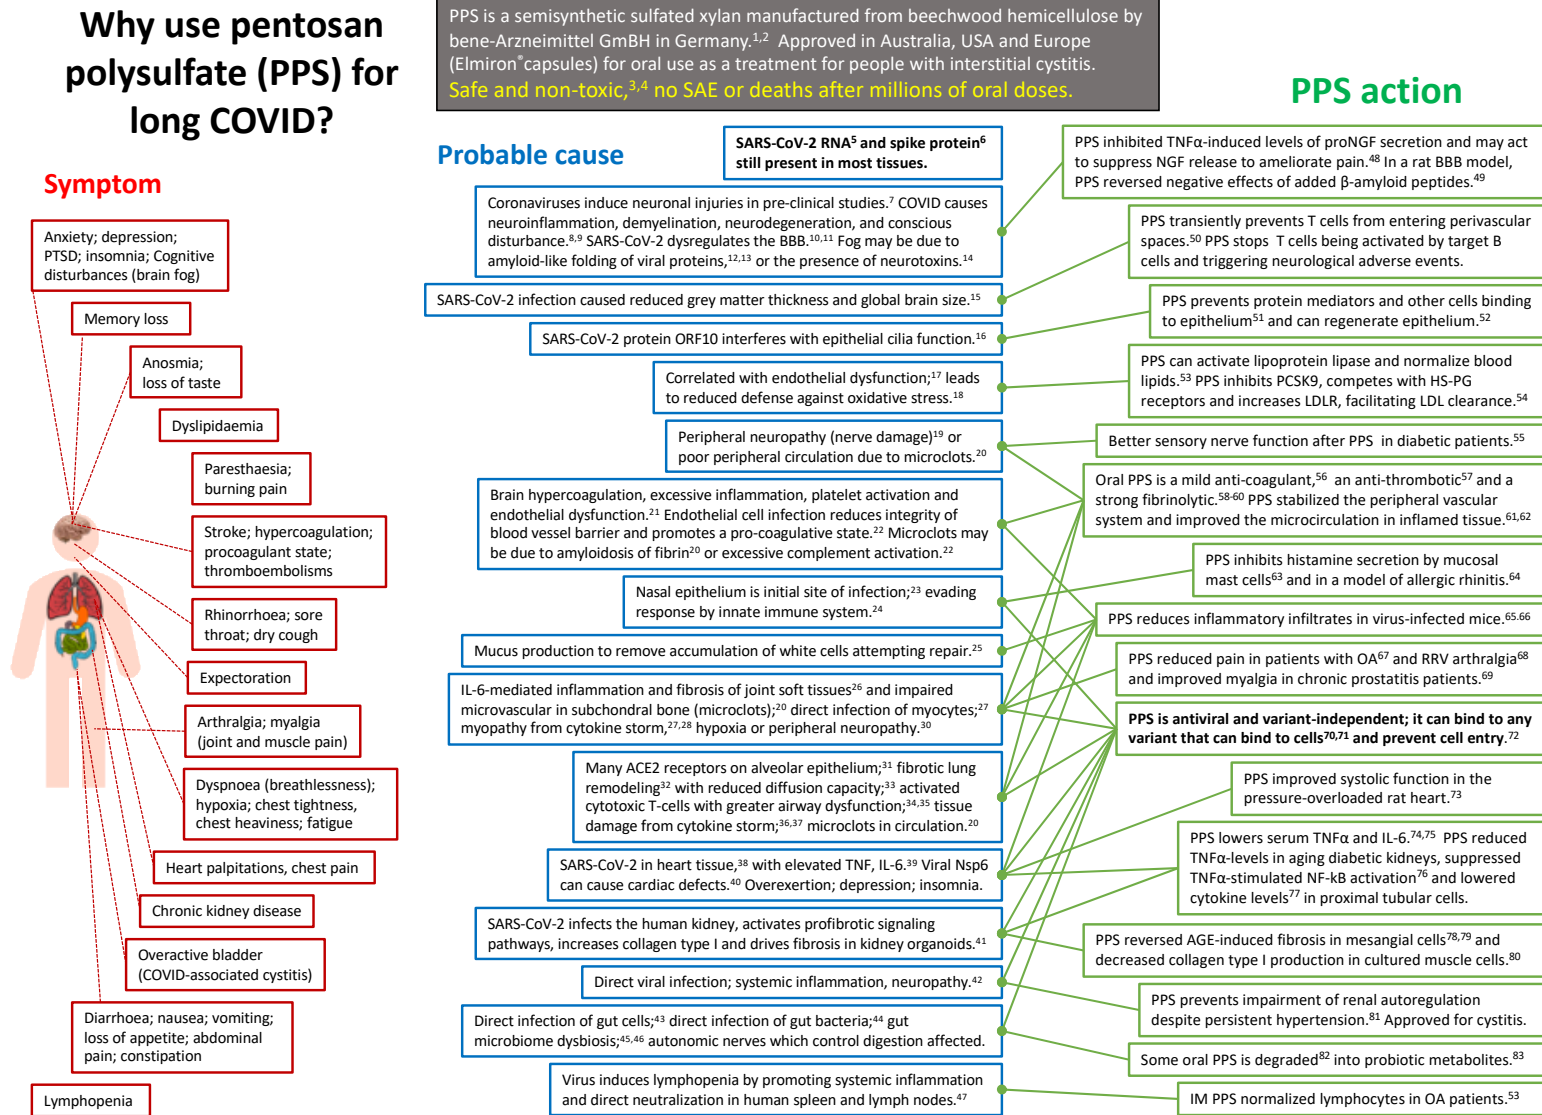 Why use pentosan
polysulfate (PPS) for
long COVID?
PPS is a semisynthetic sulfated xylan manufactured from beechwood hemicellulose by
bene-Arzneimittel GmBH in Germany.1,2 Approved in Australia, USA and Europe
(Elmiron®capsules) for oral use as a treatment for people with interstitial cystitis.
Safe and non-toxic,3,4 no SAE or deaths after millions of oral doses.
Symptom
Anxiety; depression;
PTSD; insomnia; Cognitive
disturbances (brain fog)
Memory loss
Anosmia;
loss of taste
Dyslipidaemia
Paresthaesia;
burning pain
Stroke; hypercoagulation;
procoagulant state;
thromboembolisms
Rhinorrhoea; sore
throat; dry cough
Expectoration
Arthralgia; myalgia
(joint and muscle pain)
Dyspnoea (breathlessness);
hypoxia; chest tightness,
chest heaviness; fatigue
Heart palpitations, chest pain
Chronic kidney disease
Overactive bladder
(COVID-associated cystitis)
Diarrhoea; nausea; vomiting;
loss of appetite; abdominal
pain; constipation
Lymphopenia
Probable cause
SARS-CoV-2 RNA5 and spike protein6
still present in most tissues.
Coronaviruses induce neuronal injuries in pre-clinical studies.7 COVID causes
neuroinflammation, demyelination, neurodegeneration, and conscious
disturbance.8,9 SARS-CoV-2 dysregulates the BBB.10,11 Fog may be due to
amyloid-like folding of viral proteins,12,13 or the presence of neurotoxins.14
SARS-CoV-2 infection caused reduced grey matter thickness and global brain size.15
SARS-CoV-2 protein ORF10 interferes with epithelial cilia function.16
Correlated with endothelial dysfunction;17 leads
to reduced defense against oxidative stress.18
Peripheral neuropathy (nerve damage)19 or
poor peripheral circulation due to microclots.20
Brain hypercoagulation, excessive inflammation, platelet activation and
endothelial dysfunction.21 Endothelial cell infection reduces integrity of
blood vessel barrier and promotes a pro-coagulative state.22 Microclots may
be due to amyloidosis of fibrin20 or excessive complement activation.22
Nasal epithelium is initial site of infection;23 evading
response by innate immune system.24
Mucus production to remove accumulation of white cells attempting repair.25
IL-6-mediated inflammation and fibrosis of joint soft tissues26 and impaired
microvascular in subchondral bone (microclots);20 direct infection of myocytes;27
myopathy from cytokine storm,27,28 hypoxia or peripheral neuropathy.30
Many ACE2 receptors on alveolar epithelium;31 fibrotic lung
remodeling32 with reduced diffusion capacity;33 activated
cytotoxic T-cells with greater airway dysfunction;34,35 tissue
damage from cytokine storm;36,37 microclots in circulation.20
SARS-CoV-2 in heart tissue,38 with elevated TNF, IL-6.39 Viral Nsp6
can cause cardiac defects.40 Overexertion; depression; insomnia.
SARS-CoV-2 infects the human kidney, activates profibrotic signaling
pathways, increases collagen type I and drives fibrosis in kidney organoids.41
Direct viral infection; systemic inflammation, neuropathy.42
Direct infection of gut cells;43 direct infection of gut bacteria;44 gut
microbiome dysbiosis;45,46 autonomic nerves which control digestion affected.
Virus induces lymphopenia by promoting systemic inflammation
and direct neutralization in human spleen and lymph nodes.47
PPS action
PPS inhibited TNFα-induced levels of proNGF secretion and may act
to suppress NGF release to ameliorate pain.48 In a rat BBB model,
PPS reversed negative effects of added β-amyloid peptides.49
PPS transiently prevents T cells from entering perivascular
spaces.50 PPS stops T cells being activated by target B
cells and triggering neurological adverse events.
PPS prevents protein mediators and other cells binding
to epithelium51 and can regenerate epithelium.52
PPS can activate lipoprotein lipase and normalize blood
lipids.53 PPS inhibits PCSK9, competes with HS-PG
receptors and increases LDLR, facilitating LDL clearance.54
Better sensory nerve function after PPS in diabetic patients.55
Oral PPS is a mild anti-coagulant,56 an anti-thrombotic57 and a
strong fibrinolytic.58-60 PPS stabilized the peripheral vascular
system and improved the microcirculation in inflamed tissue.61,62
PPS inhibits histamine secretion by mucosal
mast cells63 and in a model of allergic rhinitis.64
PPS reduces inflammatory infiltrates in virus-infected mice.65.66
PPS reduced pain in patients with OA67 and RRV arthralgia68
and improved myalgia in chronic prostatitis patients.69
PPS is antiviral and variant-independent; it can bind to any
variant that can bind to cells70,71 and prevent cell entry.72
PPS improved systolic function in the
pressure-overloaded rat heart.73
PPS lowers serum TNFα and IL-6.74,75 PPS reduced
TNFα-levels in aging diabetic kidneys, suppressed
TNFα-stimulated NF-kB activation76 and lowered
cytokine levels77 in proximal tubular cells.
PPS reversed AGE-induced fibrosis in mesangial cells78,79 and
decreased collagen type I production in cultured muscle cells.80
PPS prevents impairment of renal autoregulation
despite persistent hypertension.81 Approved for cystitis.
Some oral PPS is degraded82 into probiotic metabolites.83
IM PPS normalized lymphocytes in OA patients.53